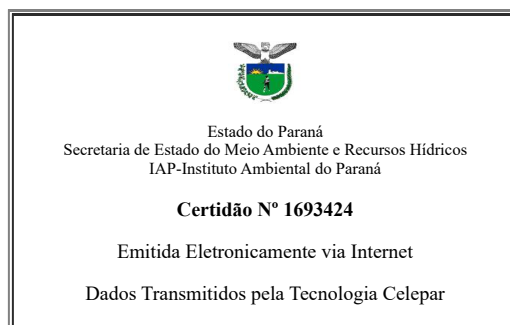 Estado do Paraná
Secretaria de Estado do Meio Ambiente e Recursos Hídricos
IAP-Instituto Ambiental do Paraná
Certidão Nº 1693424
Emitida Eletronicamente via Internet
Dados Transmitidos pela Tecnologia Celepar